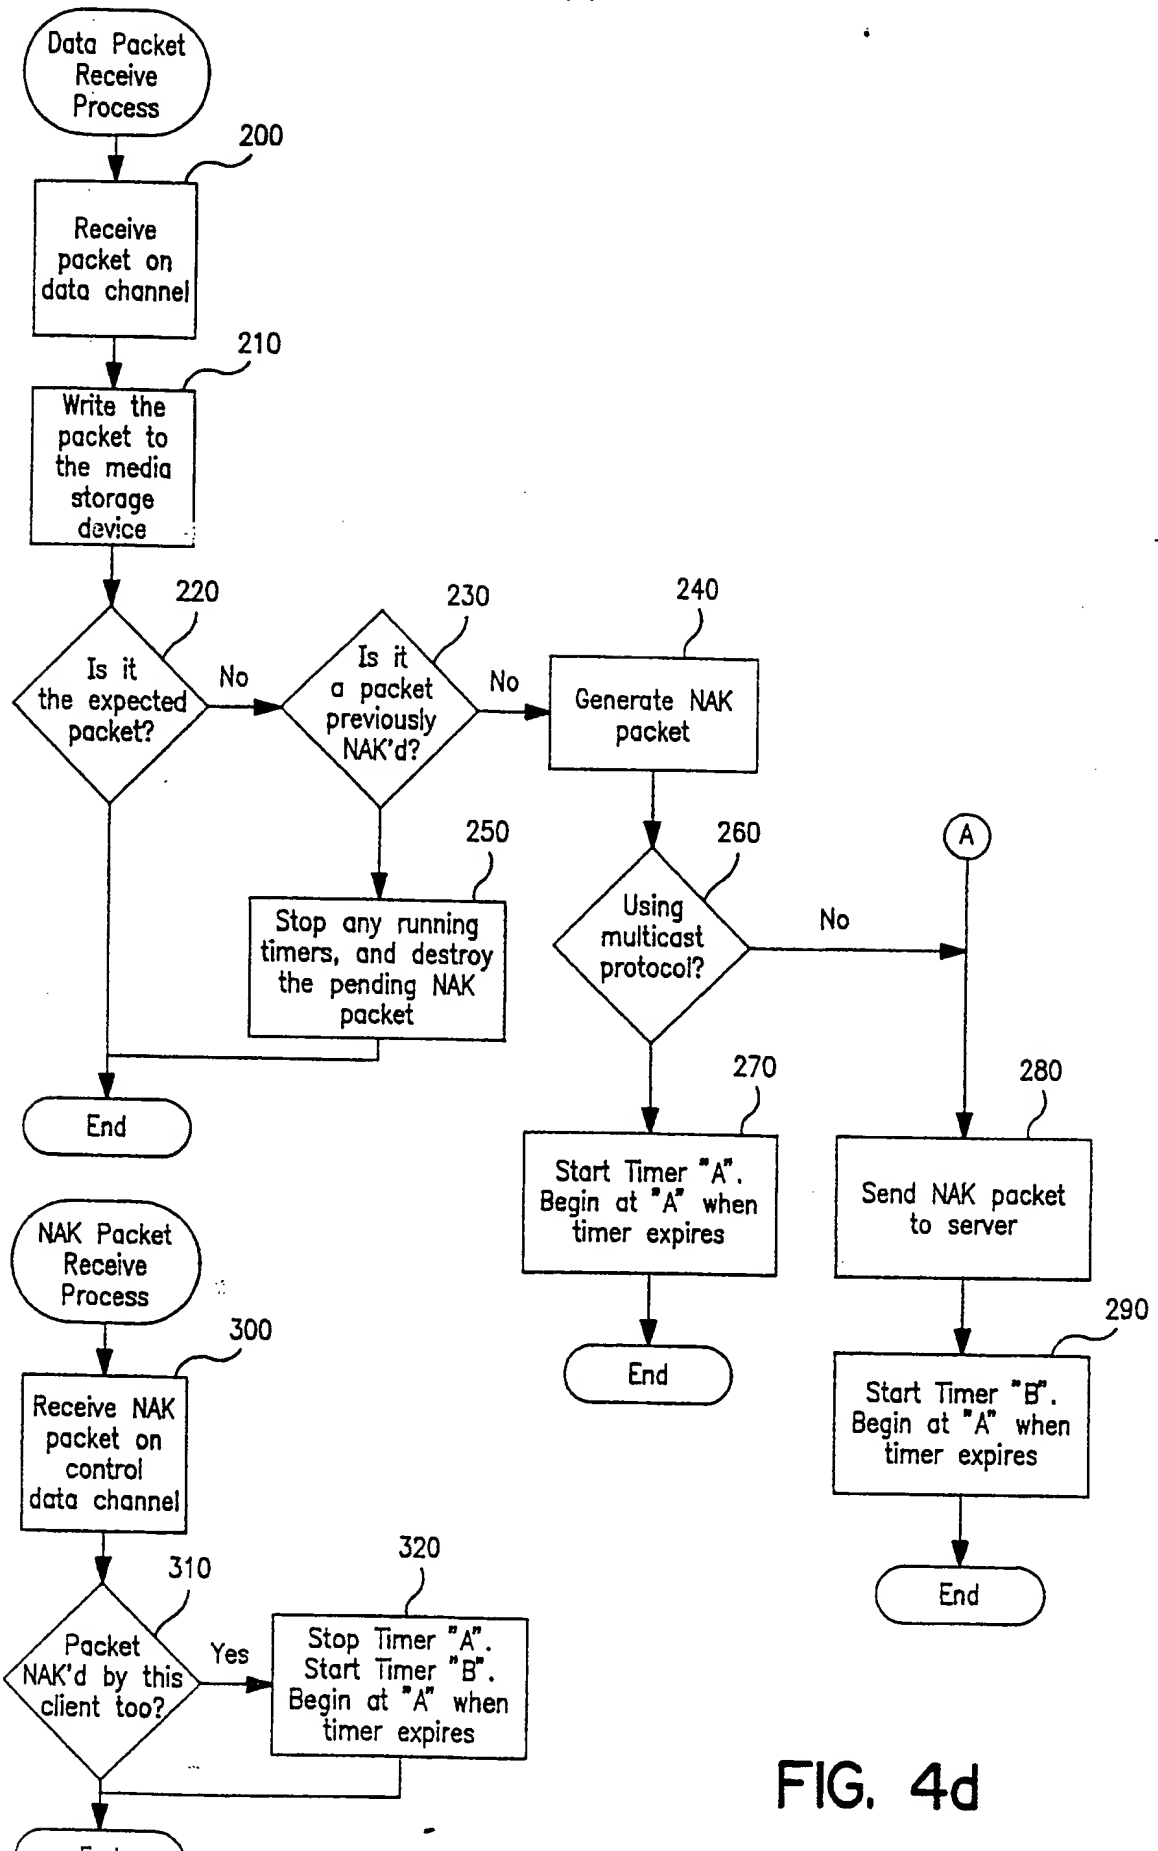 Data Packet
Receive
Process
200
Receive
packet on
data channel
210
Write the
packet to
the media
storage
device
220
Is it
the expected
packet?
No
230
Is it
a packet
previously
NAK'd?
No
240
Generate NAK
packet
250
Stop any running
timers, and destroy
the pending NAK
packet
260
Using
multicast
protocol?
No
A
End
270
Start Timer "A".
Begin at "A" when
timer expires
End
280
Send NAK packet
to server
290
Start Timer "B".
Begin at "A" when
timer expires
End
NAK Packet
Receive
Process
300
Receive NAK
packet on
control
data channel
310
Packet
NAK'd by this
client too?
Yes
320
Stop Timer "A".
Start Timer "B".
Begin at "A" when
timer expires
FIG. 4d